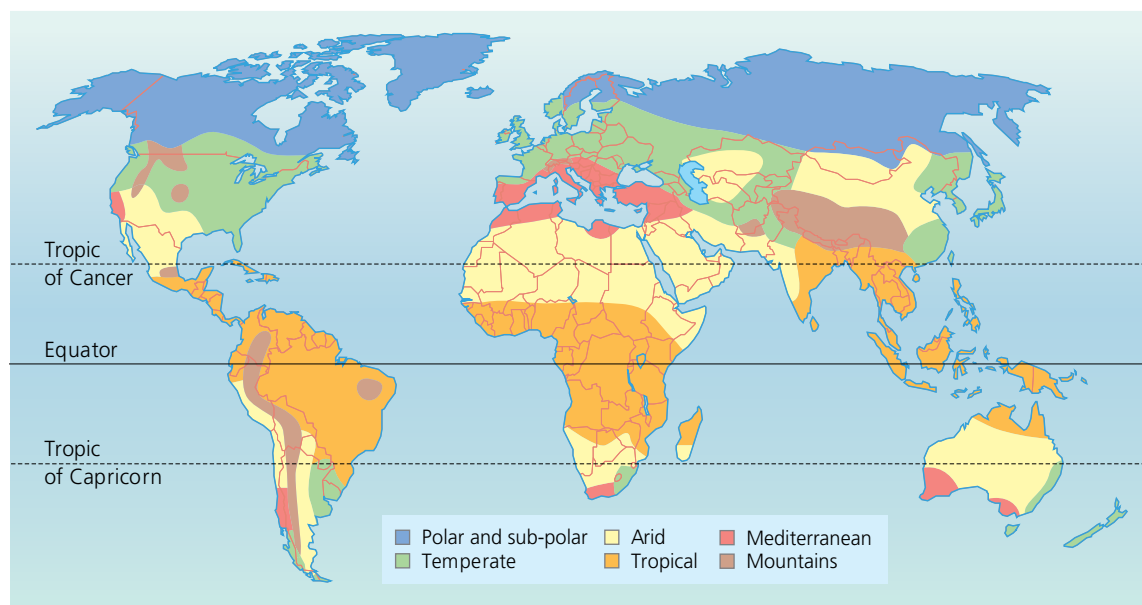 Tropic
of Cancer
Equator
Tropic
of Capricorn
Polar and sub-polar
Arid
Mediterranean
Temperate
Tropical
Mountains